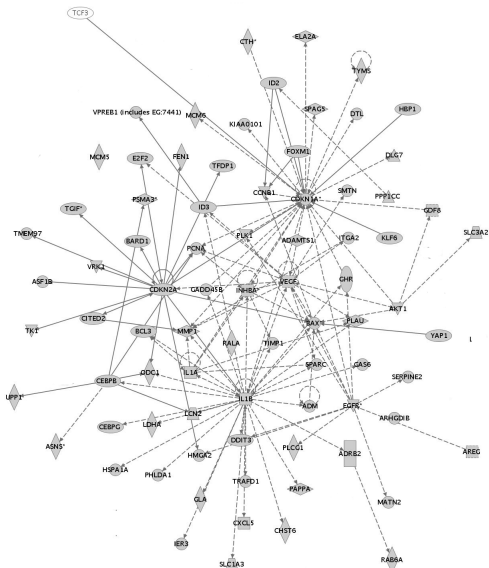 TCF3
CTH*
ELA2A
TYMS
ID2
VPREB1 (includes EG:7441)
MCM6
SPAG5
HBP1
KIAA0101
DTL
MCM5
E2F2
FEN1
FOXM1
DLG7
TFDP1
CCNB1
SMTN
PPP1CC
CDKN1A*
PSMA3*
TGIF*
ID3
GDF8
TMEM97
BARD1
PLK1
ITGA2
KLF6
SLC3A2
PCNA
ADAMTS1
VRK1
ASF1B
CDKN2A*
GADD45B
INHBA*
VEGF
GHR
AKT1
TK1*
CITED2
BCL3
MMP1
BAX*
PLAU
YAP1
RALA
TIMP1
1
ODC1
IL1A
SPARC
GAS6
CEBPB
SERPINE2
UPP1*
IL1B
ADM
EGFR*
LCN2
ARHGDIB
CEBPG
LDHA
DDIT3
ASNS*
HMGA2
PLCG1
ADRB2
AREG
HSPA1A
PHLDA1
TRAFD1
PAPPA
GLA
MATN2
CXCL5
CHST6
IER3
SLC1A3
RAB6A